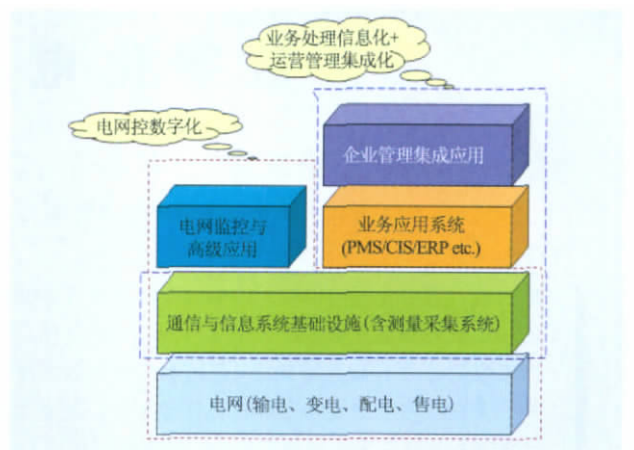 业务处理信息化+
运营管理集成化
电网控数字化
企业管理集成应用
电网监控与
高级应用
业务应用系统
(PMS/CIS/ERP etc.)
通信与信息系统基础设施(含测量采集系统)
电网(输电、变电、配电、售电)